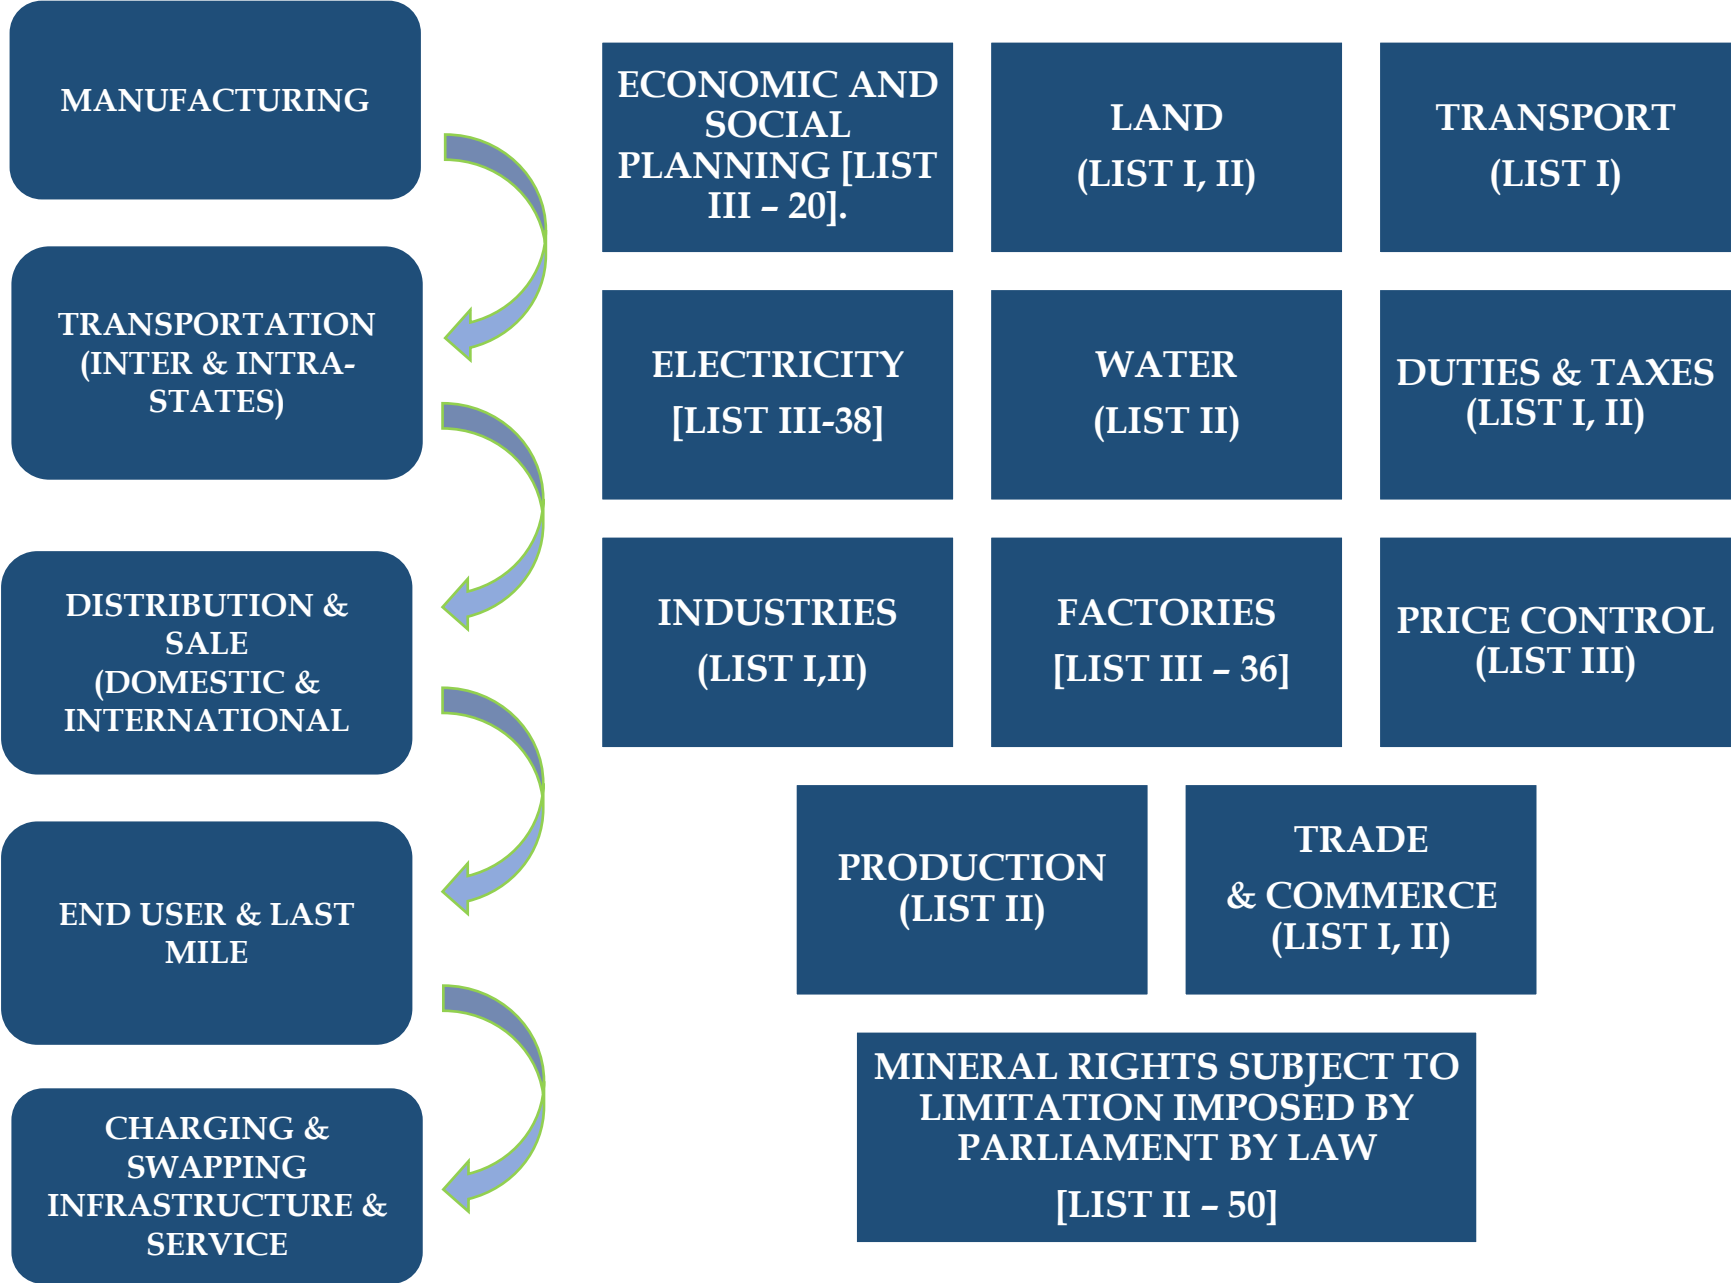 MANUFACTURING
TRANSPORTATION
(INTER & INTRA-
STATES)
DISTRIBUTION &
SALE
(DOMESTIC &
INTERNATIONAL
END USER & LAST
MILE
CHARGING &
SWAPPING
INFRASTRUCTURE &
SERVICE
ECONOMIC AND
SOCIAL
PLANNING [LIST
III – 20].
LAND
(LIST I, II)
TRANSPORT
(LIST I)
ELECTRICITY
[LIST III-38]
WATER
(LIST II)
DUTIES & TAXES
(LIST I, II)
INDUSTRIES
(LIST I,II)
FACTORIES
[LIST III – 36]
PRICE CONTROL
(LIST III)
PRODUCTION
(LIST II)
TRADE
& COMMERCE
(LIST I, II)
MINERAL RIGHTS SUBJECT TO
LIMITATION IMPOSED BY
PARLIAMENT BY LAW
[LIST II – 50]